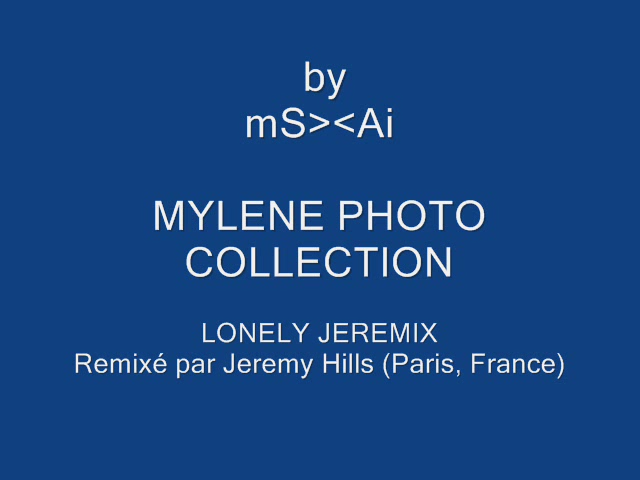 by
mS><Ai
MYLENE PHOTO
COLLECTION
LONELY JEREMIX
Remixé par Jeremy Hills (Paris, France)